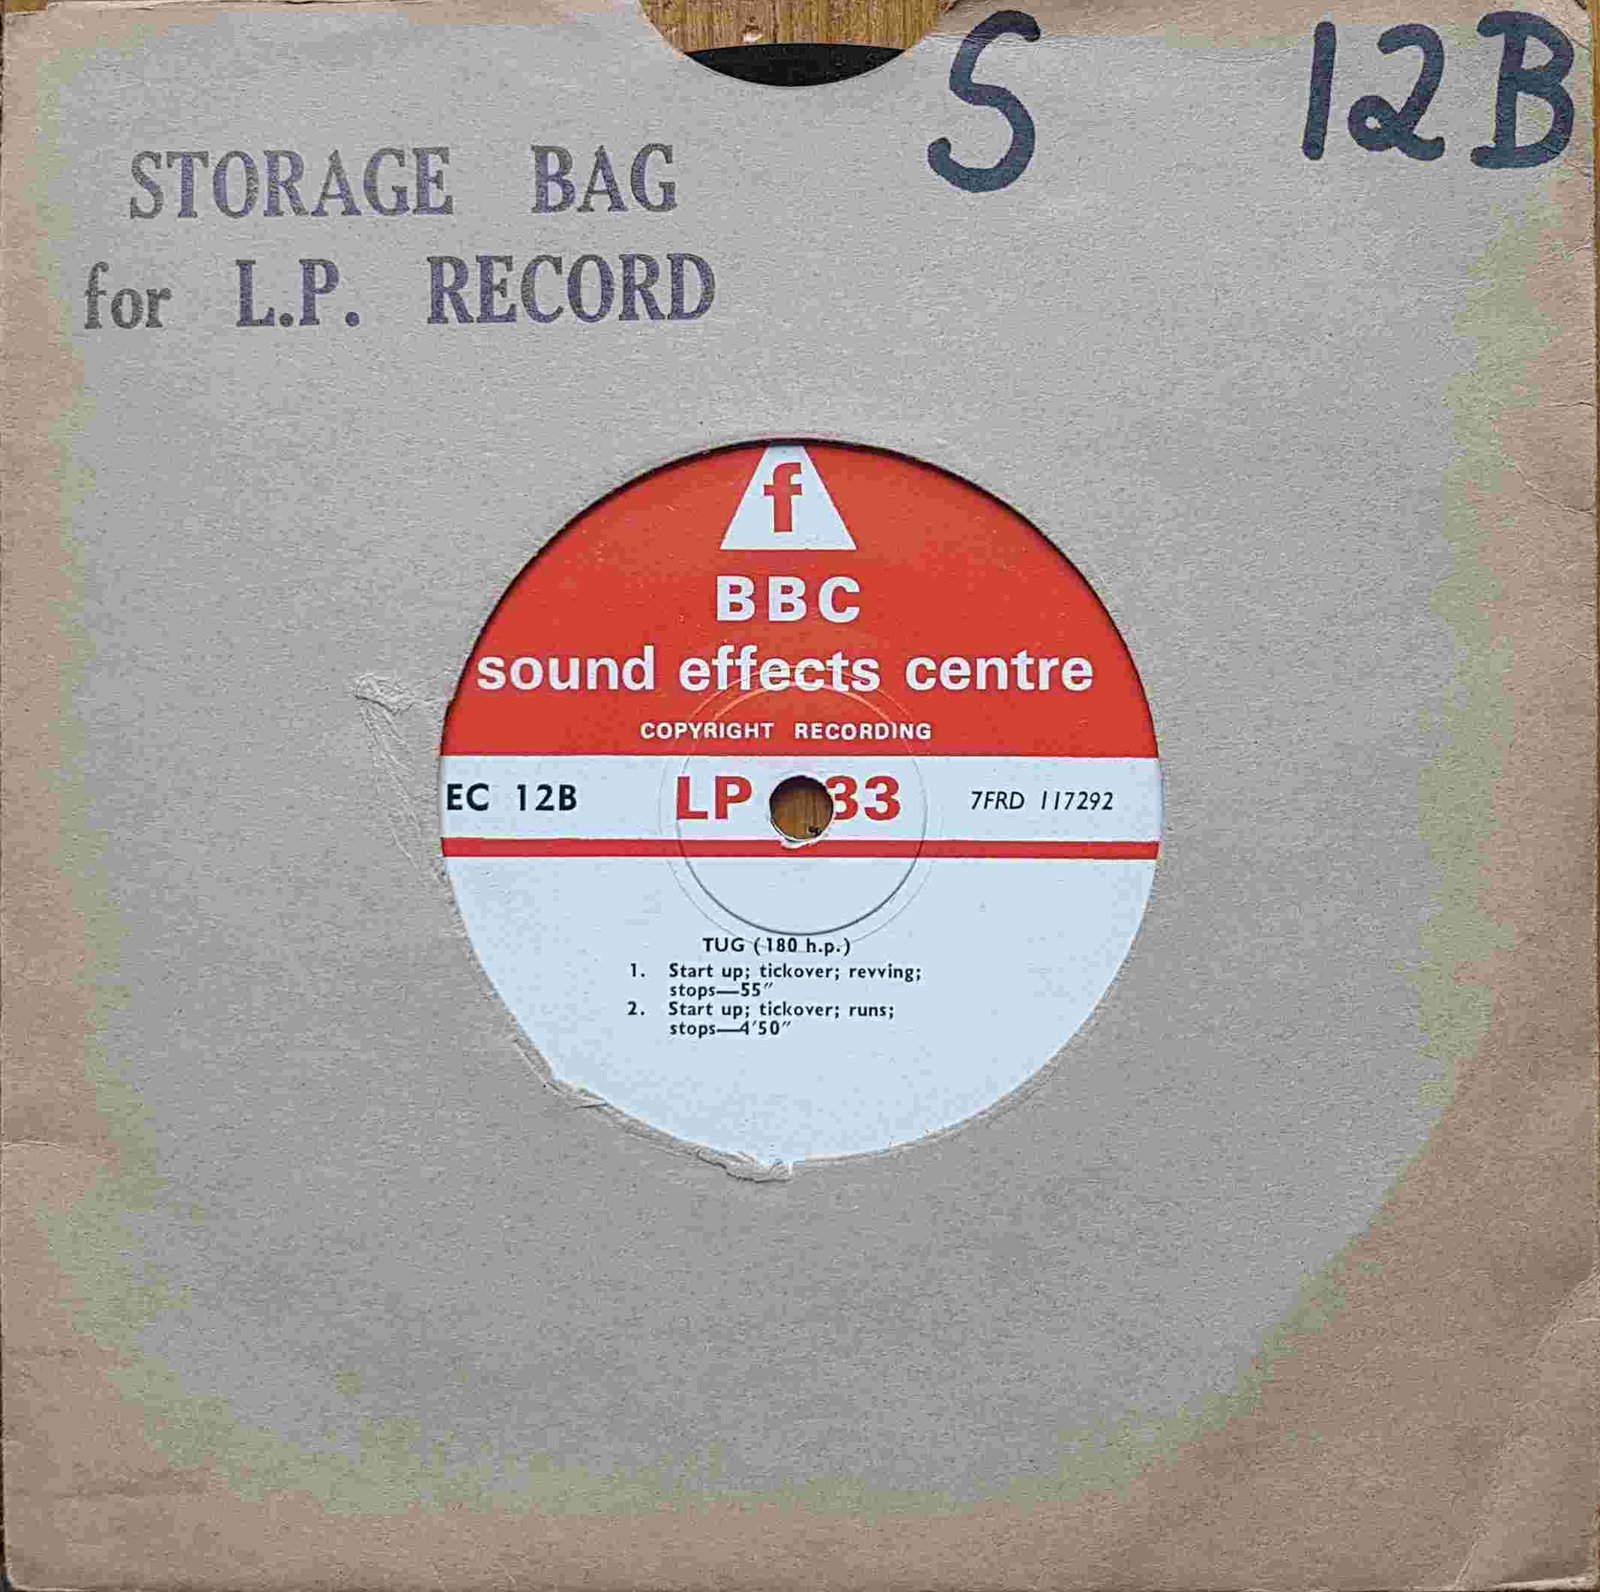 S 12B
STORAGE BAG
for L.P. RECORD
f
BBC
sound effects centre
COPYRIGHT RECORDING
EC 12B LP 33 7FRD 117292
TUG (180 h.p.)
1. Start up; tickover; revving;
stops—55″
2. Start up; tickover; runs;
stops—4′50″